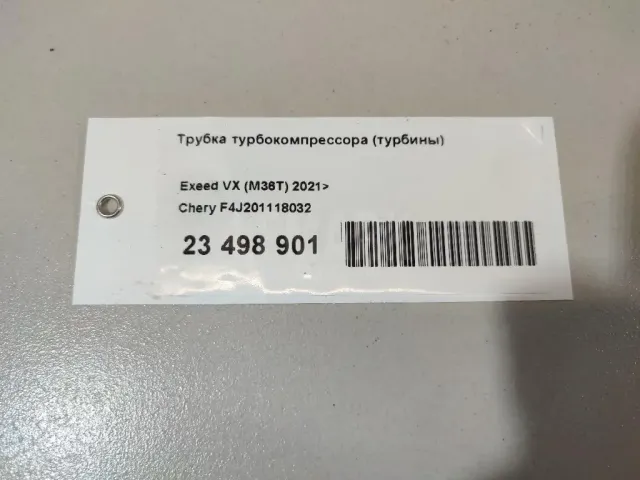 Трубка турбокомпрессора (турбины)
Exeed VX (M36T) 2021>
Chery F4J201118032
23 498 901